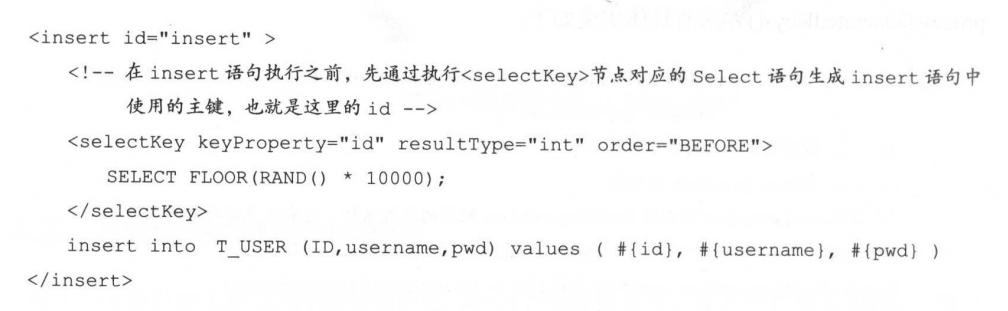 <insert id="insert" >
<!-- 在 insert 语句执行之前，先通过执行<selectKey>节点对应的 Select 语句生成 insert 语句中
使用的主键，也就是这里的 id -->
<selectKey keyProperty="id" resultType="int" order="BEFORE">
SELECT FLOOR(RAND() * 10000);
</selectKey>
insert into T_USER (ID,username,pwd) values ( #{id}, #{username}, #{pwd} )
</insert>